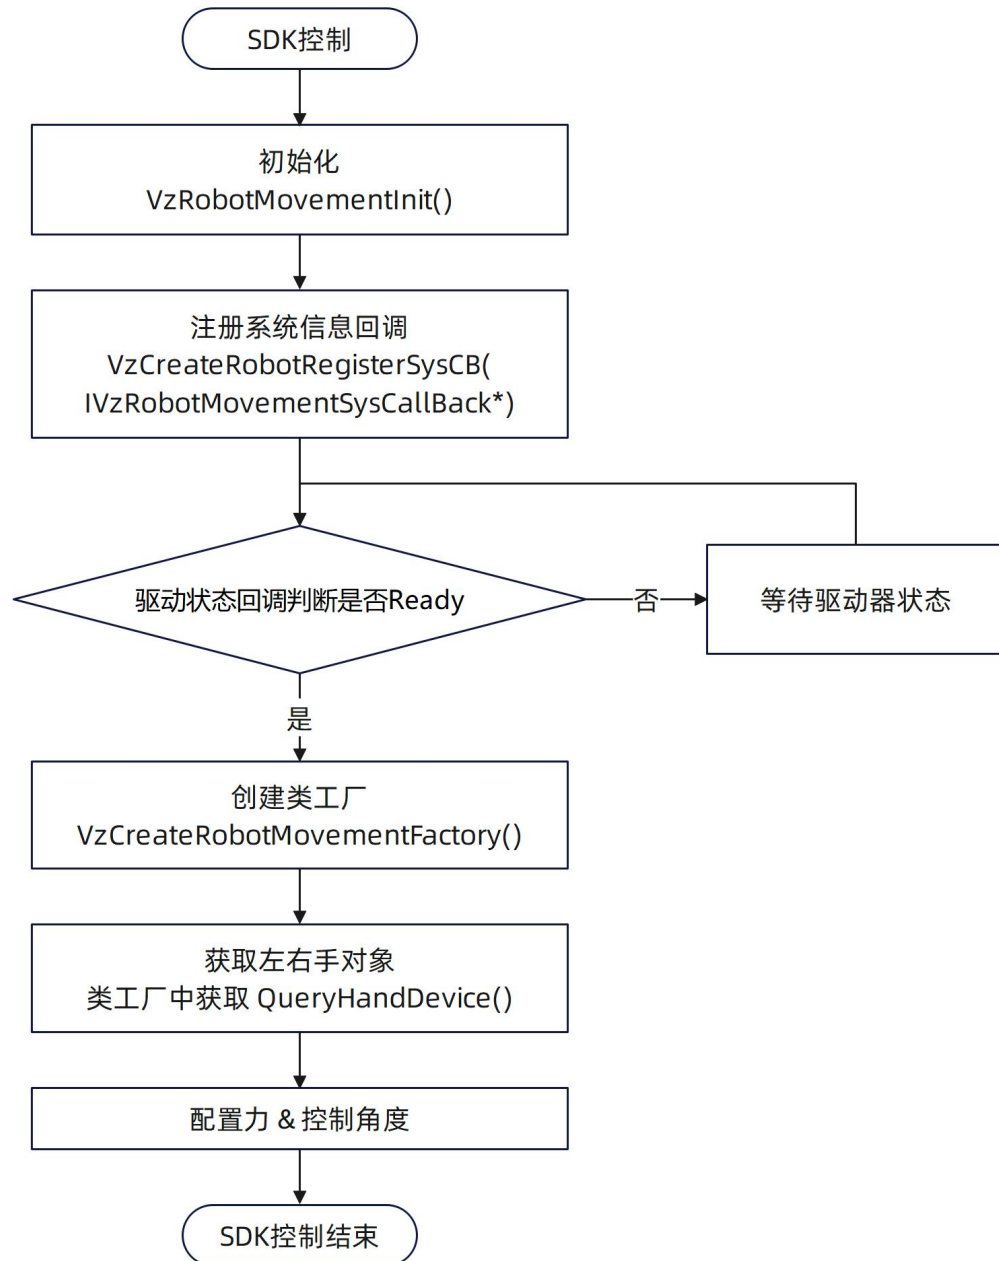 SDK控制
初始化
VzRobotMovementInit()
注册系统信息回调
VzCreateRobotRegisterSysCB(
IVzRobotMovementSysCallBack*)
驱动状态回调判断是否Ready
否
等待驱动器状态
是
创建类工厂
VzCreateRobotMovementFactory()
获取左右手对象
类工厂中获取 QueryHandDevice()
配置力 & 控制角度
SDK控制结束